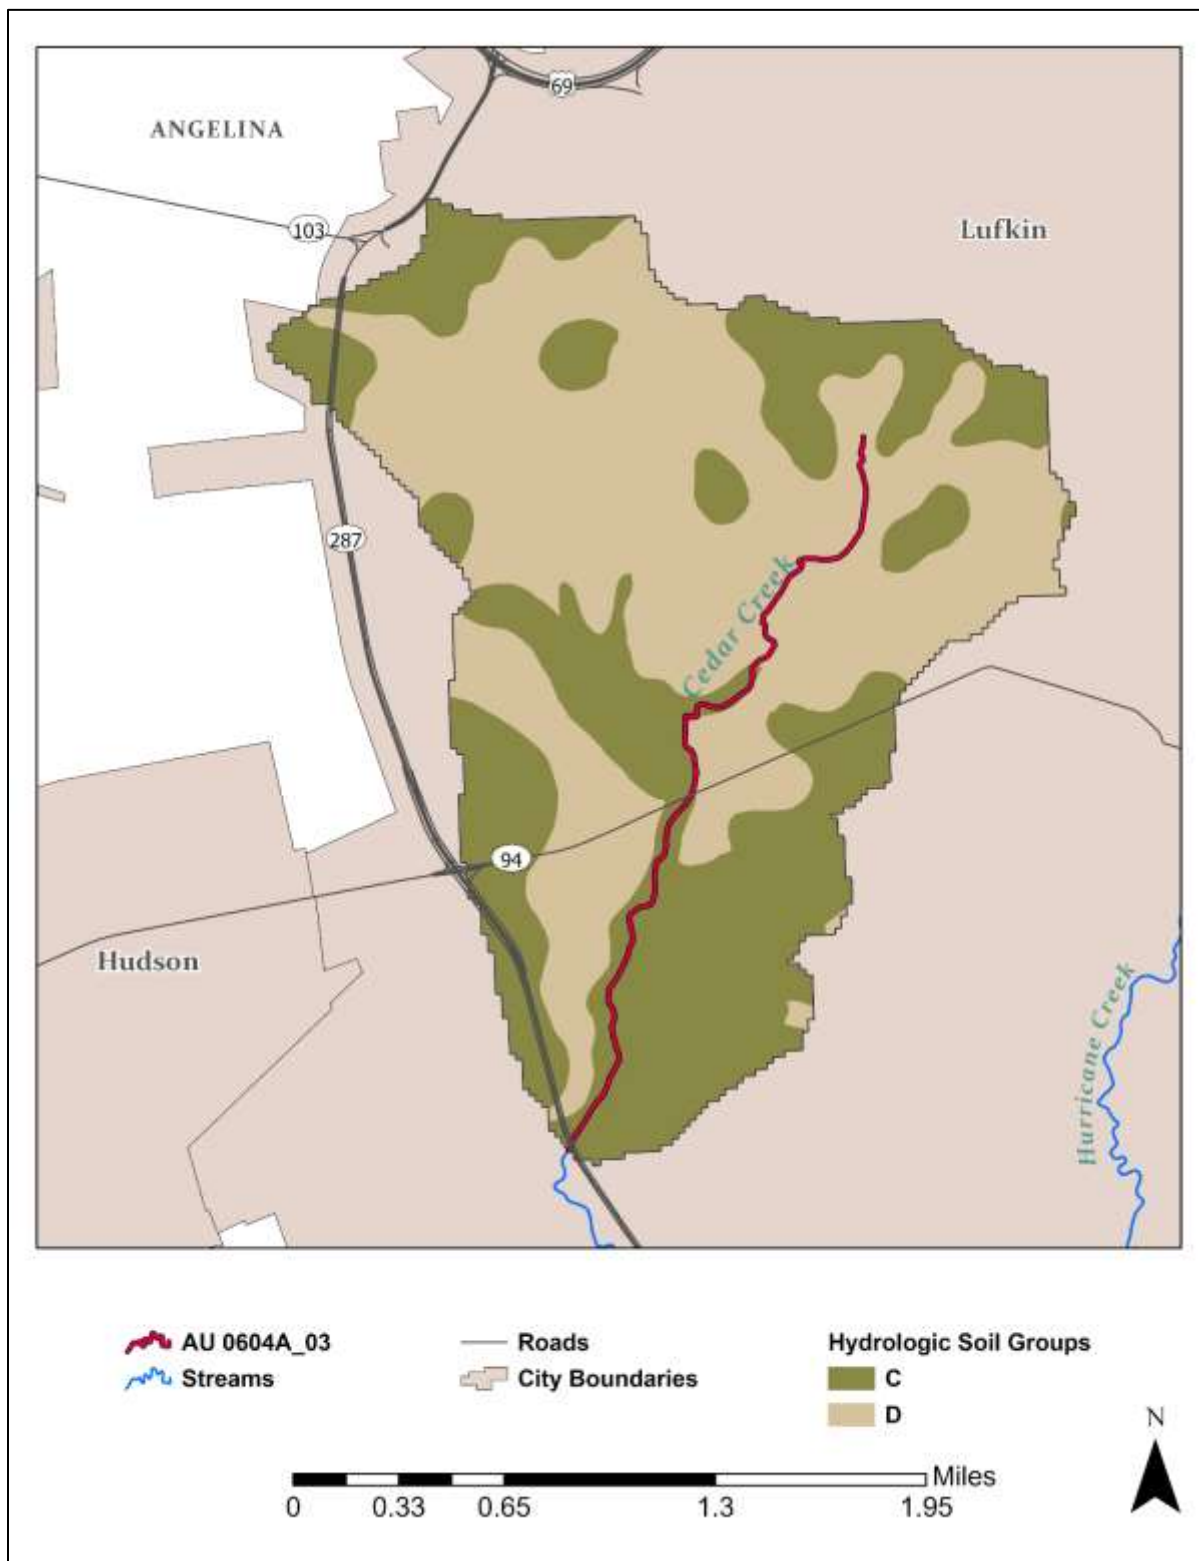 69
ANGELINA
103
Lufkin
287
Cedar Creek
94
Hudson
Hurricane Creek
AU 0604A_03
Streams
Roads
City Boundaries
Hydrologic Soil Groups
C
D
N
Miles
0 0.33 0.65 1.3 1.95